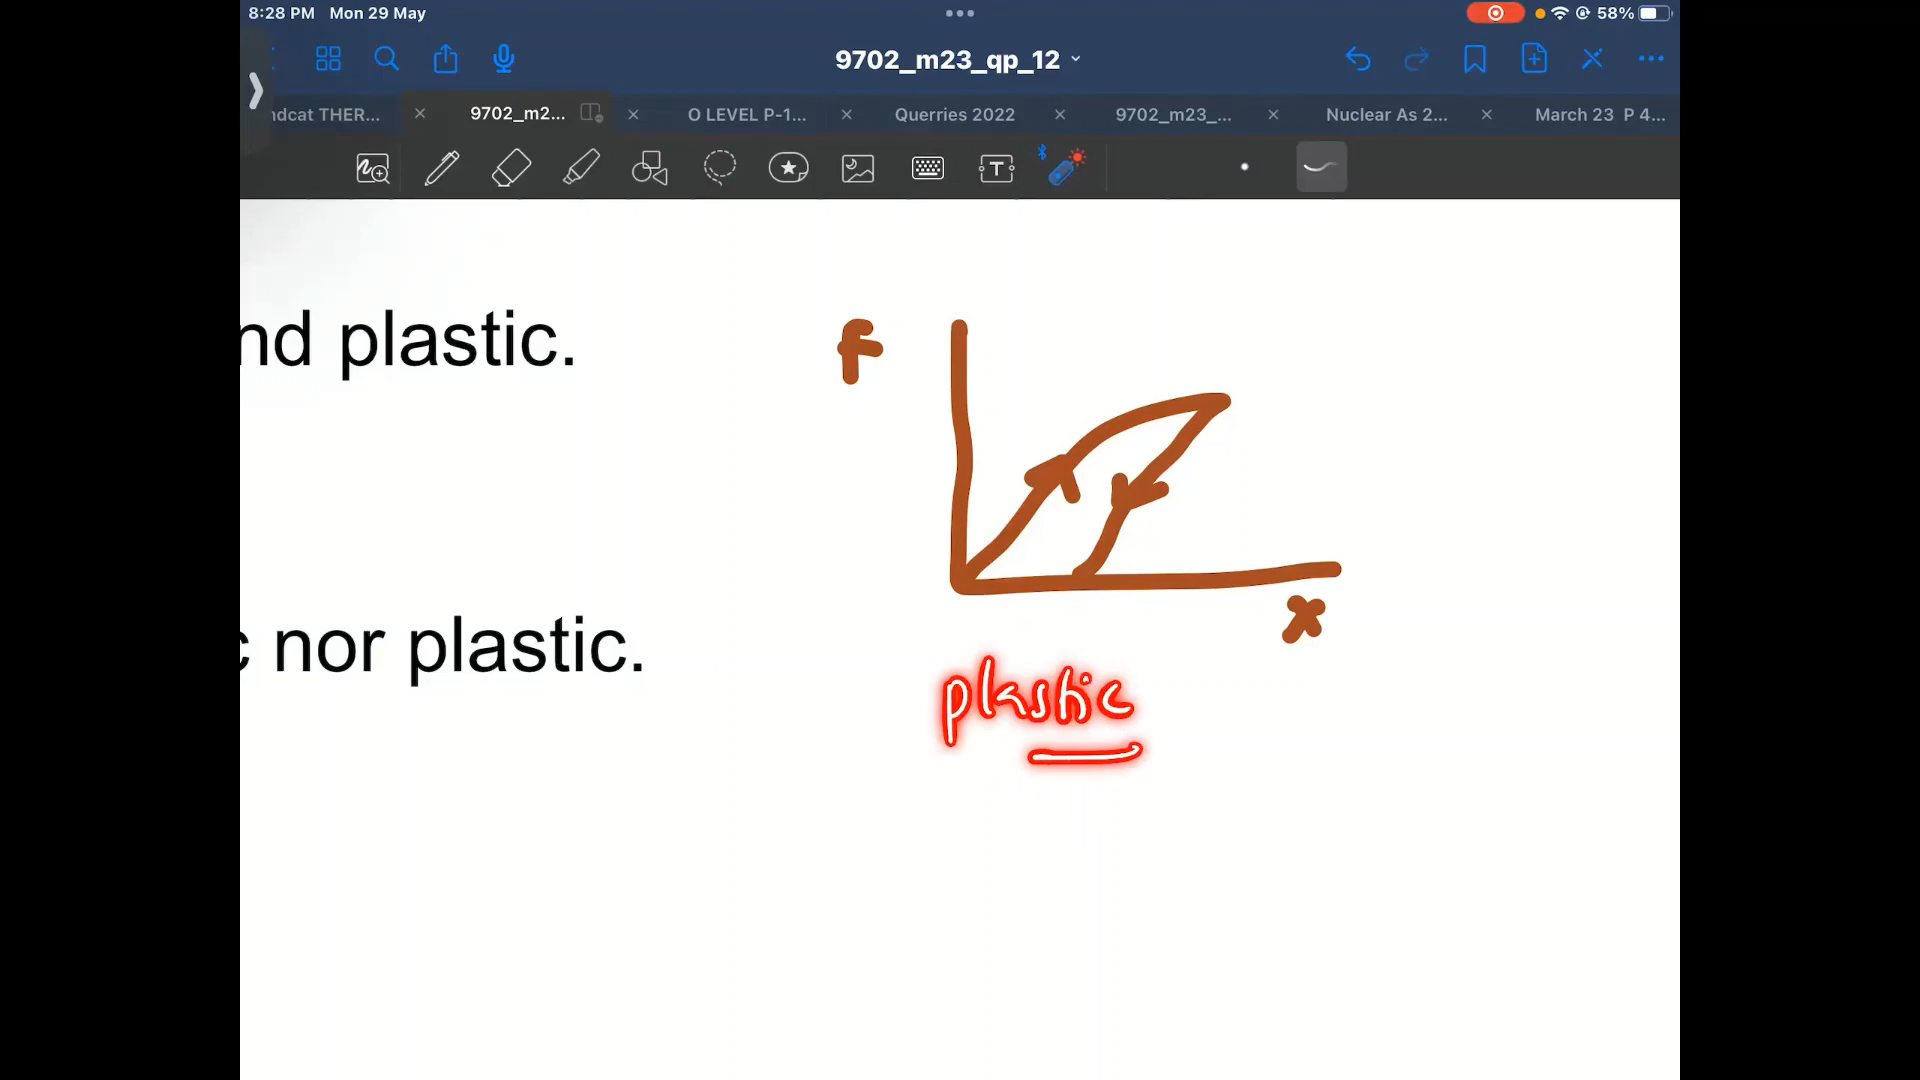 8:28 PM Mon 29 May
58%
9702_m23_qp_12
ndcat THER... 9702_m2... O LEVEL P-1... Querries 2022 9702_m23_... Nuclear As 2... March 23 P 4...
nd plastic.
F
x
c nor plastic.
plastic